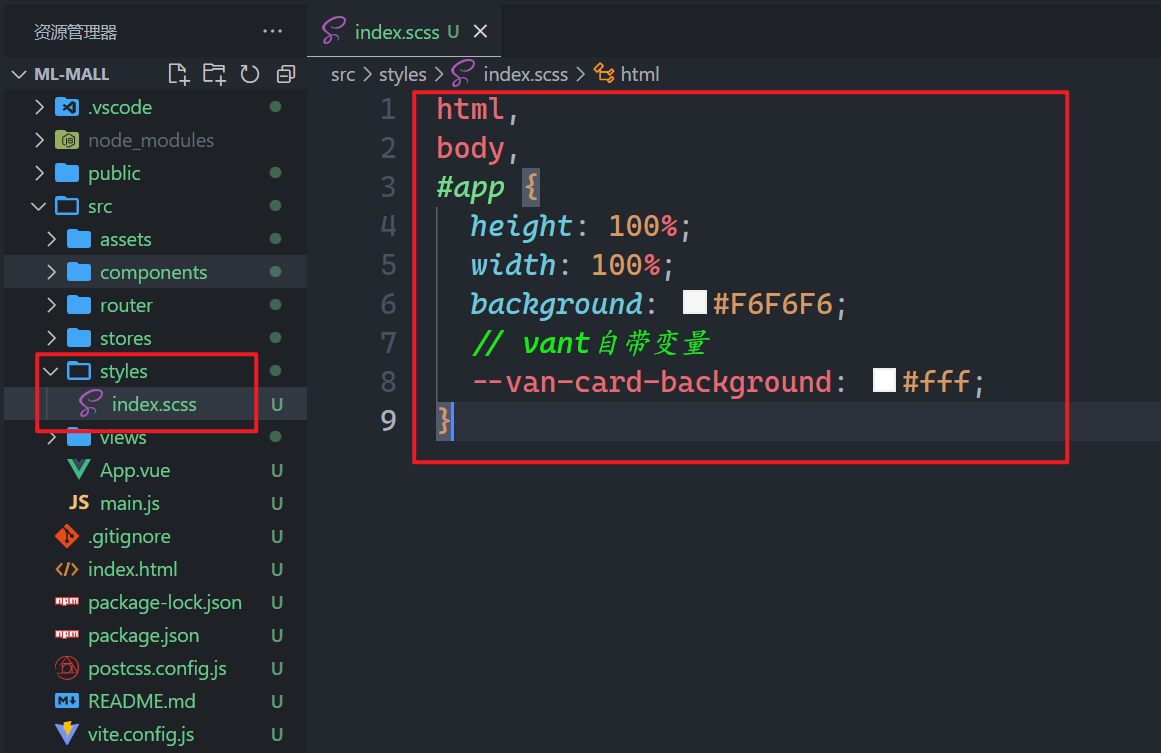 资源管理器 ···
ML-MALL
.vscode
node_modules
public
src
assets
components
router
stores
styles
index.scss U
views
App.vue U
JS main.js U
.gitignore U
index.html U
package-lock.json U
package.json U
postcss.config.js U
README.md U
vite.config.js U
index.scss U
src > styles > index.scss > html
1 html,
2 body,
3 #app {
4 height: 100%;
5 width: 100%;
6 background: #F6F6F6;
7 // vant自带变量
8 --van-card-background: #fff;
9 }